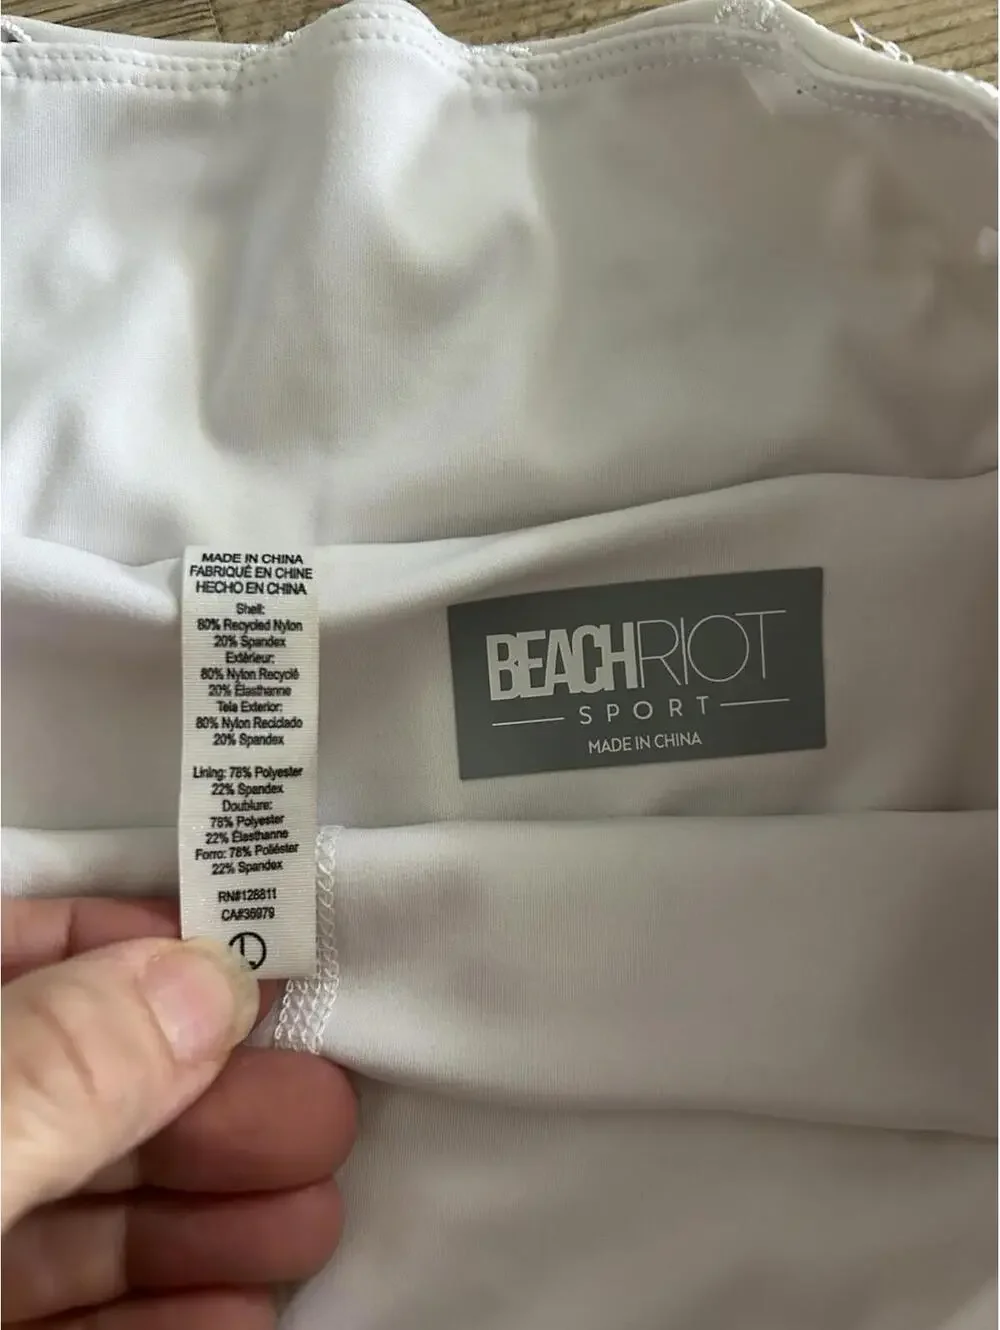 MADE IN CHINA
FABRIQUÉ EN CHINE
HECHO EN CHINA
Shell:
80% Recycled Nylon
20% Spandex
Extérieur:
80% Nylon Recyclé
20% Élasthanne
Tela Exterior:
80% Nylon Reciclado
20% Spandex
Lining: 78% Polyester
22% Spandex
Doublure:
78% Polyester
22% Élasthanne
Forro: 78% Poliéster
22% Spandex
RN#128811
CA#36979
L
BEACHRIOT
SPORT
MADE IN CHINA